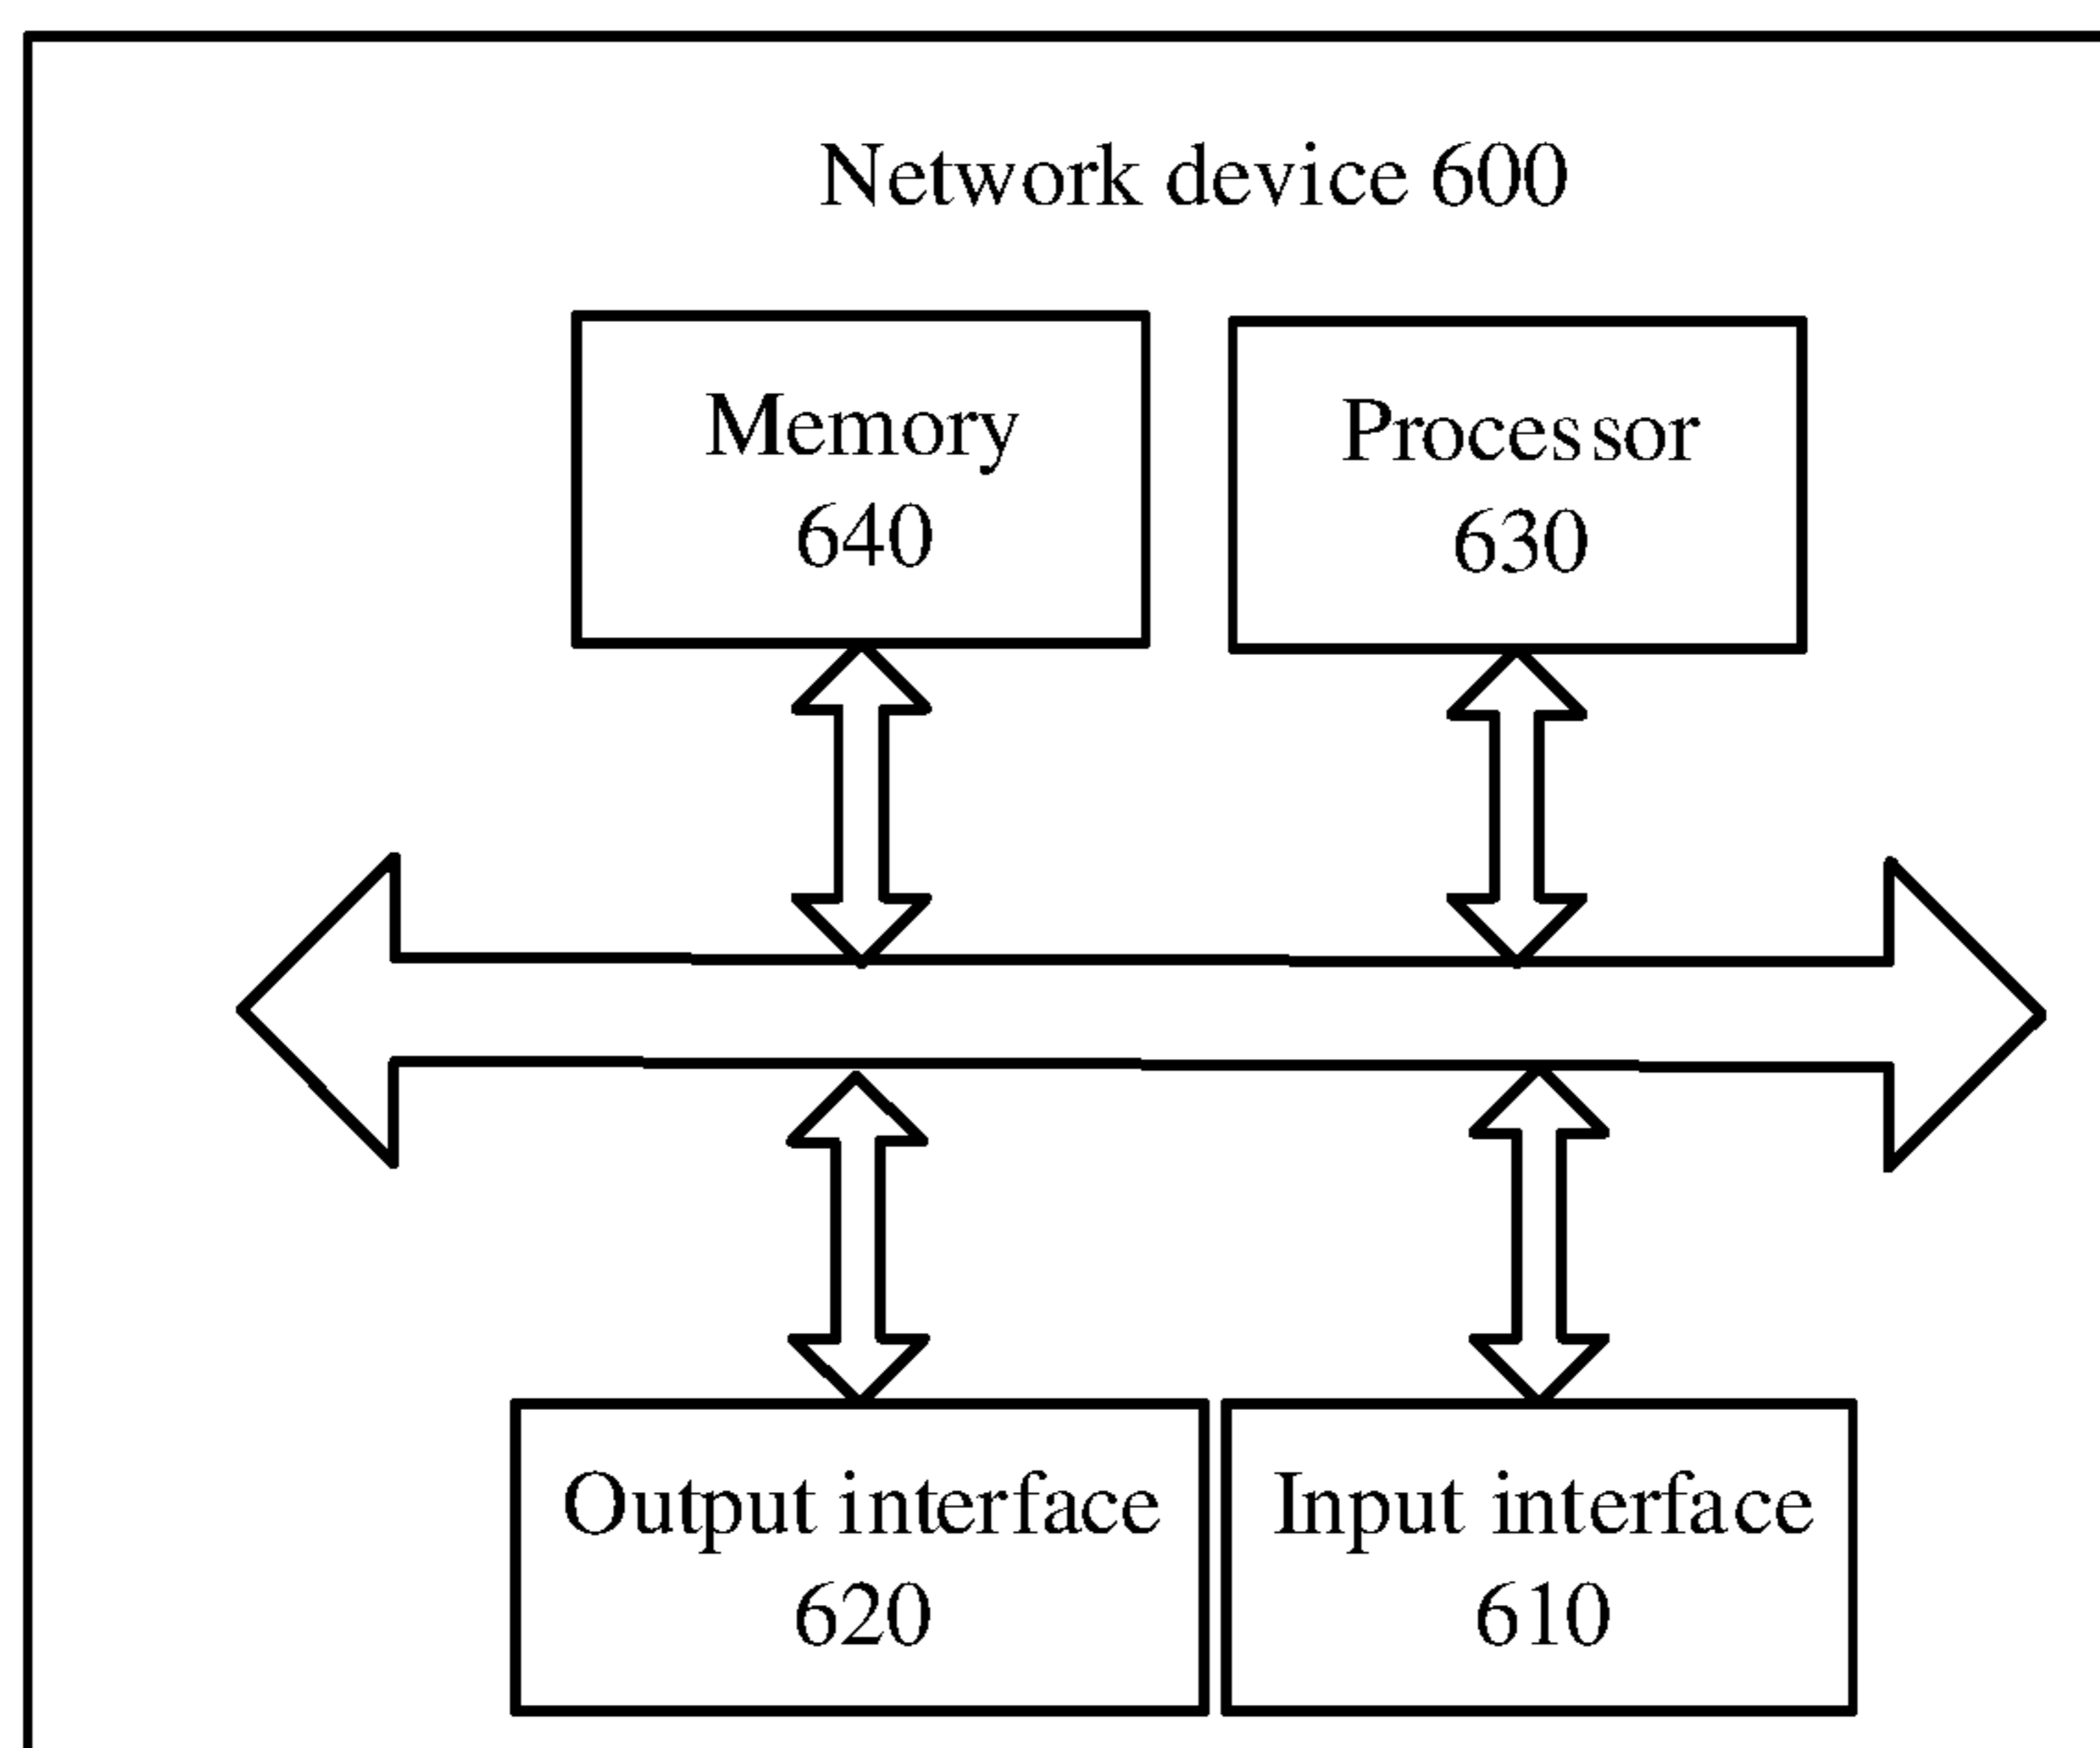 Network device 600
Memory
640
Processor
630
Output interface
620
Input interface
610